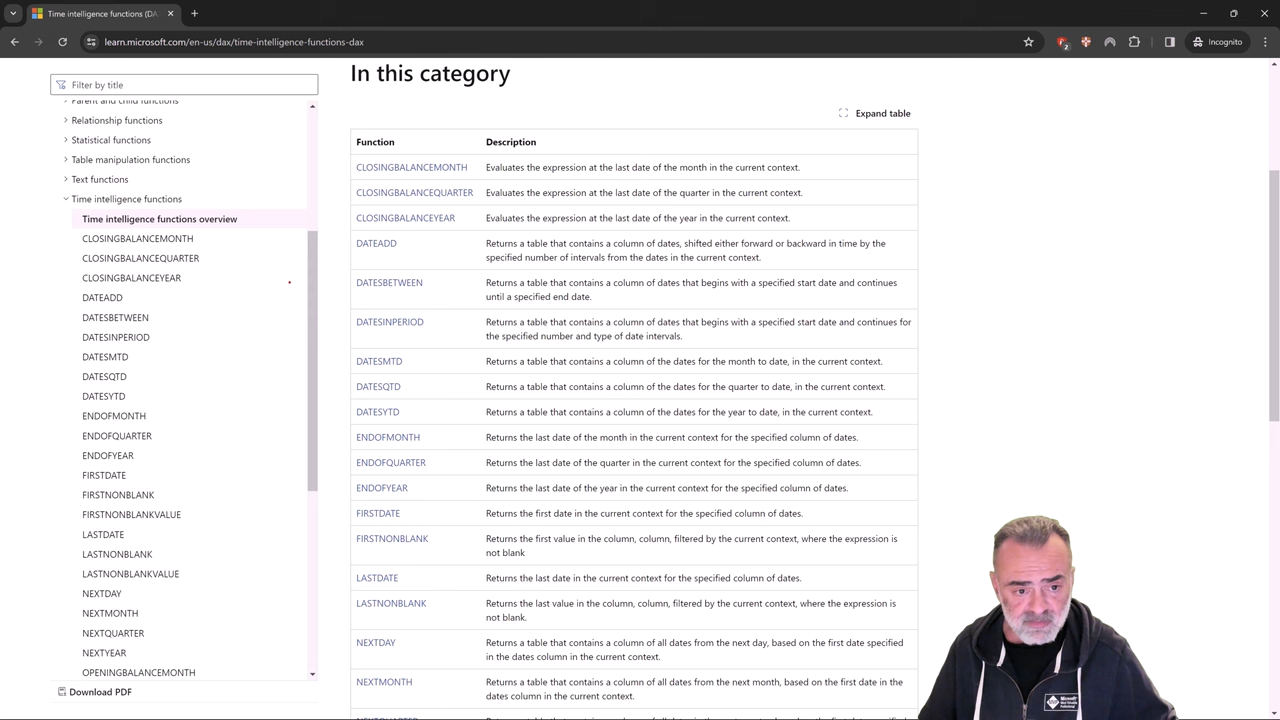 Time intelligence functions (DA
learn.microsoft.com/en-us/dax/time-intelligence-functions-dax
2
Incognito
Filter by title
Parent and child functions
Relationship functions
Statistical functions
Table manipulation functions
Text functions
Time intelligence functions
Time intelligence functions overview
CLOSINGBALANCEMONTH
CLOSINGBALANCEQUARTER
CLOSINGBALANCEYEAR
DATEADD
DATESBETWEEN
DATESINPERIOD
DATESMTD
DATESQTD
DATESYTD
ENDOFMONTH
ENDOFQUARTER
ENDOFYEAR
FIRSTDATE
FIRSTNONBLANK
FIRSTNONBLANKVALUE
LASTDATE
LASTNONBLANK
LASTNONBLANKVALUE
NEXTDAY
NEXTMONTH
NEXTQUARTER
NEXTYEAR
OPENINGBALANCEMONTH
Download PDF
In this category
Expand table
Function Description
CLOSINGBALANCEMONTH Evaluates the expression at the last date of the month in the current context.
CLOSINGBALANCEQUARTER Evaluates the expression at the last date of the quarter in the current context.
CLOSINGBALANCEYEAR Evaluates the expression at the last date of the year in the current context.
DATEADD Returns a table that contains a column of dates, shifted either forward or backward in time by the
specified number of intervals from the dates in the current context.
DATESBETWEEN Returns a table that contains a column of dates that begins with a specified start date and continues
until a specified end date.
DATESINPERIOD Returns a table that contains a column of dates that begins with a specified start date and continues for
the specified number and type of date intervals.
DATESMTD Returns a table that contains a column of the dates for the month to date, in the current context.
DATESQTD Returns a table that contains a column of the dates for the quarter to date, in the current context.
DATESYTD Returns a table that contains a column of the dates for the year to date, in the current context.
ENDOFMONTH Returns the last date of the month in the current context for the specified column of dates.
ENDOFQUARTER Returns the last date of the quarter in the current context for the specified column of dates.
ENDOFYEAR Returns the last date of the year in the current context for the specified column of dates.
FIRSTDATE Returns the first date in the current context for the specified column of dates.
FIRSTNONBLANK Returns the first value in the column, column, filtered by the current context, where the expression is
not blank
LASTDATE Returns the last date in the current context for the specified column of dates.
LASTNONBLANK Returns the last value in the column, column, filtered by the current context, where the expression is
not blank.
NEXTDAY Returns a table that contains a column of all dates from the next day, based on the first date specified
in the dates column in the current context.
NEXTMONTH Returns a table that contains a column of all dates from the next month, based on the first date in the
dates column in the current context.
Microsoft